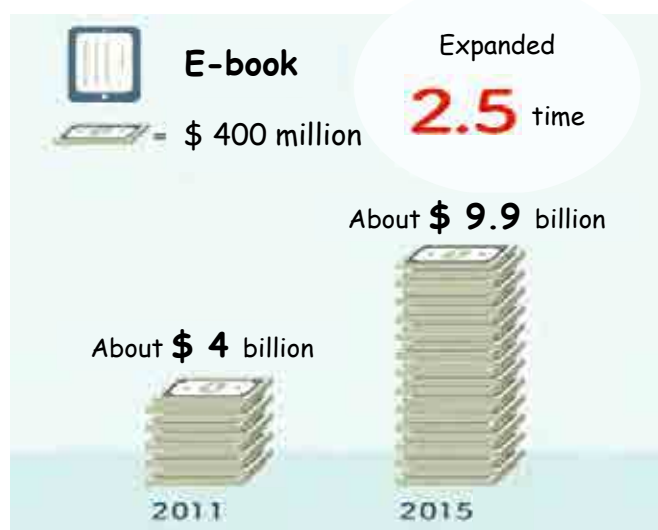 E-book
= $ 400 million
Expanded
2.5 time
About $ 9.9 billion
About $ 4 billion
2011
2015